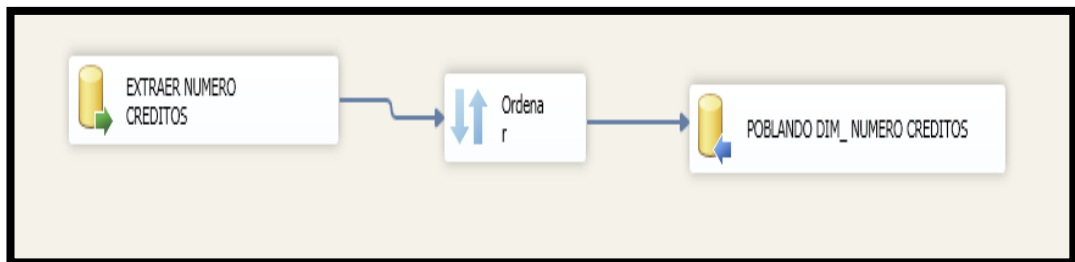 EXTRAER NUMERO
CREDITOS
Ordena
r
POBLANDO DIM_ NUMERO CREDITOS